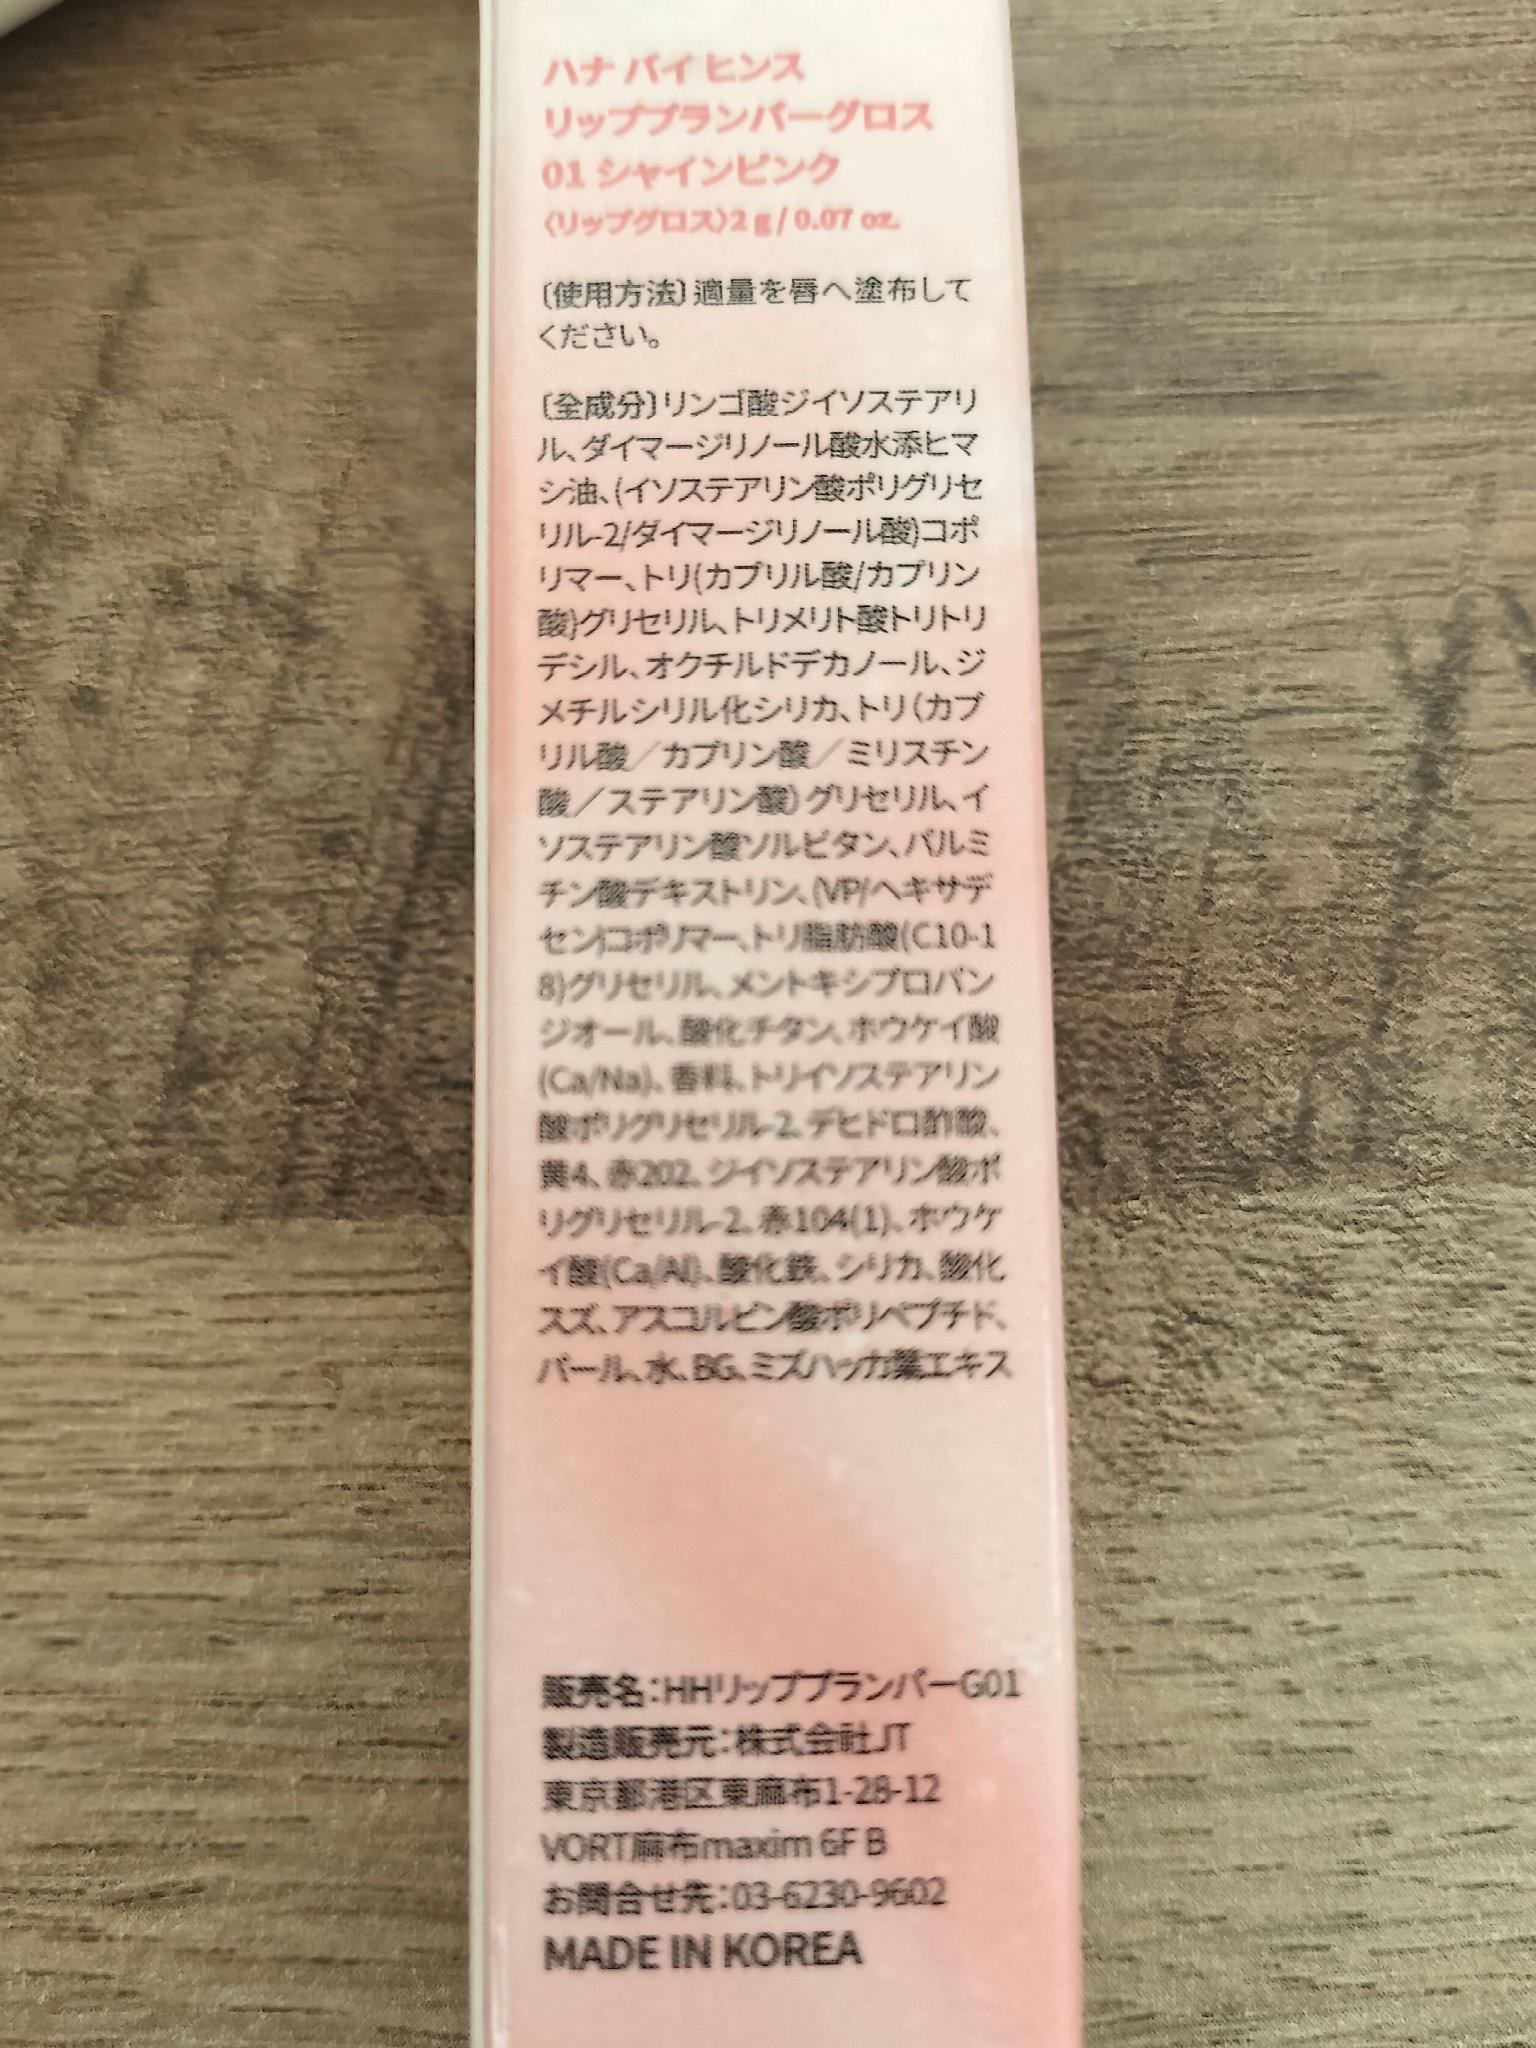 ハナ バイ ヒンス
リッププランパーグロス
01 シャインピンク
〈リップグロス〉2 g / 0.07 oz.
〔使用方法〕適量を唇へ塗布して
ください。
〔全成分〕リンゴ酸ジイソステアリ
ル、ダイマージリノール酸水添ヒマ
シ油、(イソステアリン酸ポリグリセ
リル-2/ダイマージリノール酸)コポ
リマー、トリ(カプリル酸/カプリン
酸)グリセリル、トリメリト酸トリトリ
デシル、オクチルドデカノール、ジ
メチルシリル化シリカ、トリ（カプ
リル酸／カプリン酸／ミリスチン
酸／ステアリン酸）グリセリル、イ
ソステアリン酸ソルビタン、パルミ
チン酸デキストリン、(VP/ヘキサデ
セン)コポリマー、トリ脂肪酸(C10-1
8)グリセリル、メントキシプロパン
ジオール、酸化チタン、ホウケイ酸
(Ca/Na)、香料、トリイソステアリン
酸ポリグリセリル-2、デヒドロ酢酸、
黄4、赤202、ジイソステアリン酸ポ
リグリセリル-2、赤104(1)、ホウケ
イ酸(Ca/Al)、酸化鉄、シリカ、酸化
スズ、アスコルビン酸ポリペプチド、
パール、水、BG、ミズハッカ葉エキス
販売名：HHリッププランパーG01
製造販売元：株式会社JT
東京都港区東麻布1-28-12
VORT麻布maxim 6F B
お問合せ先：03-6230-9602
MADE IN KOREA